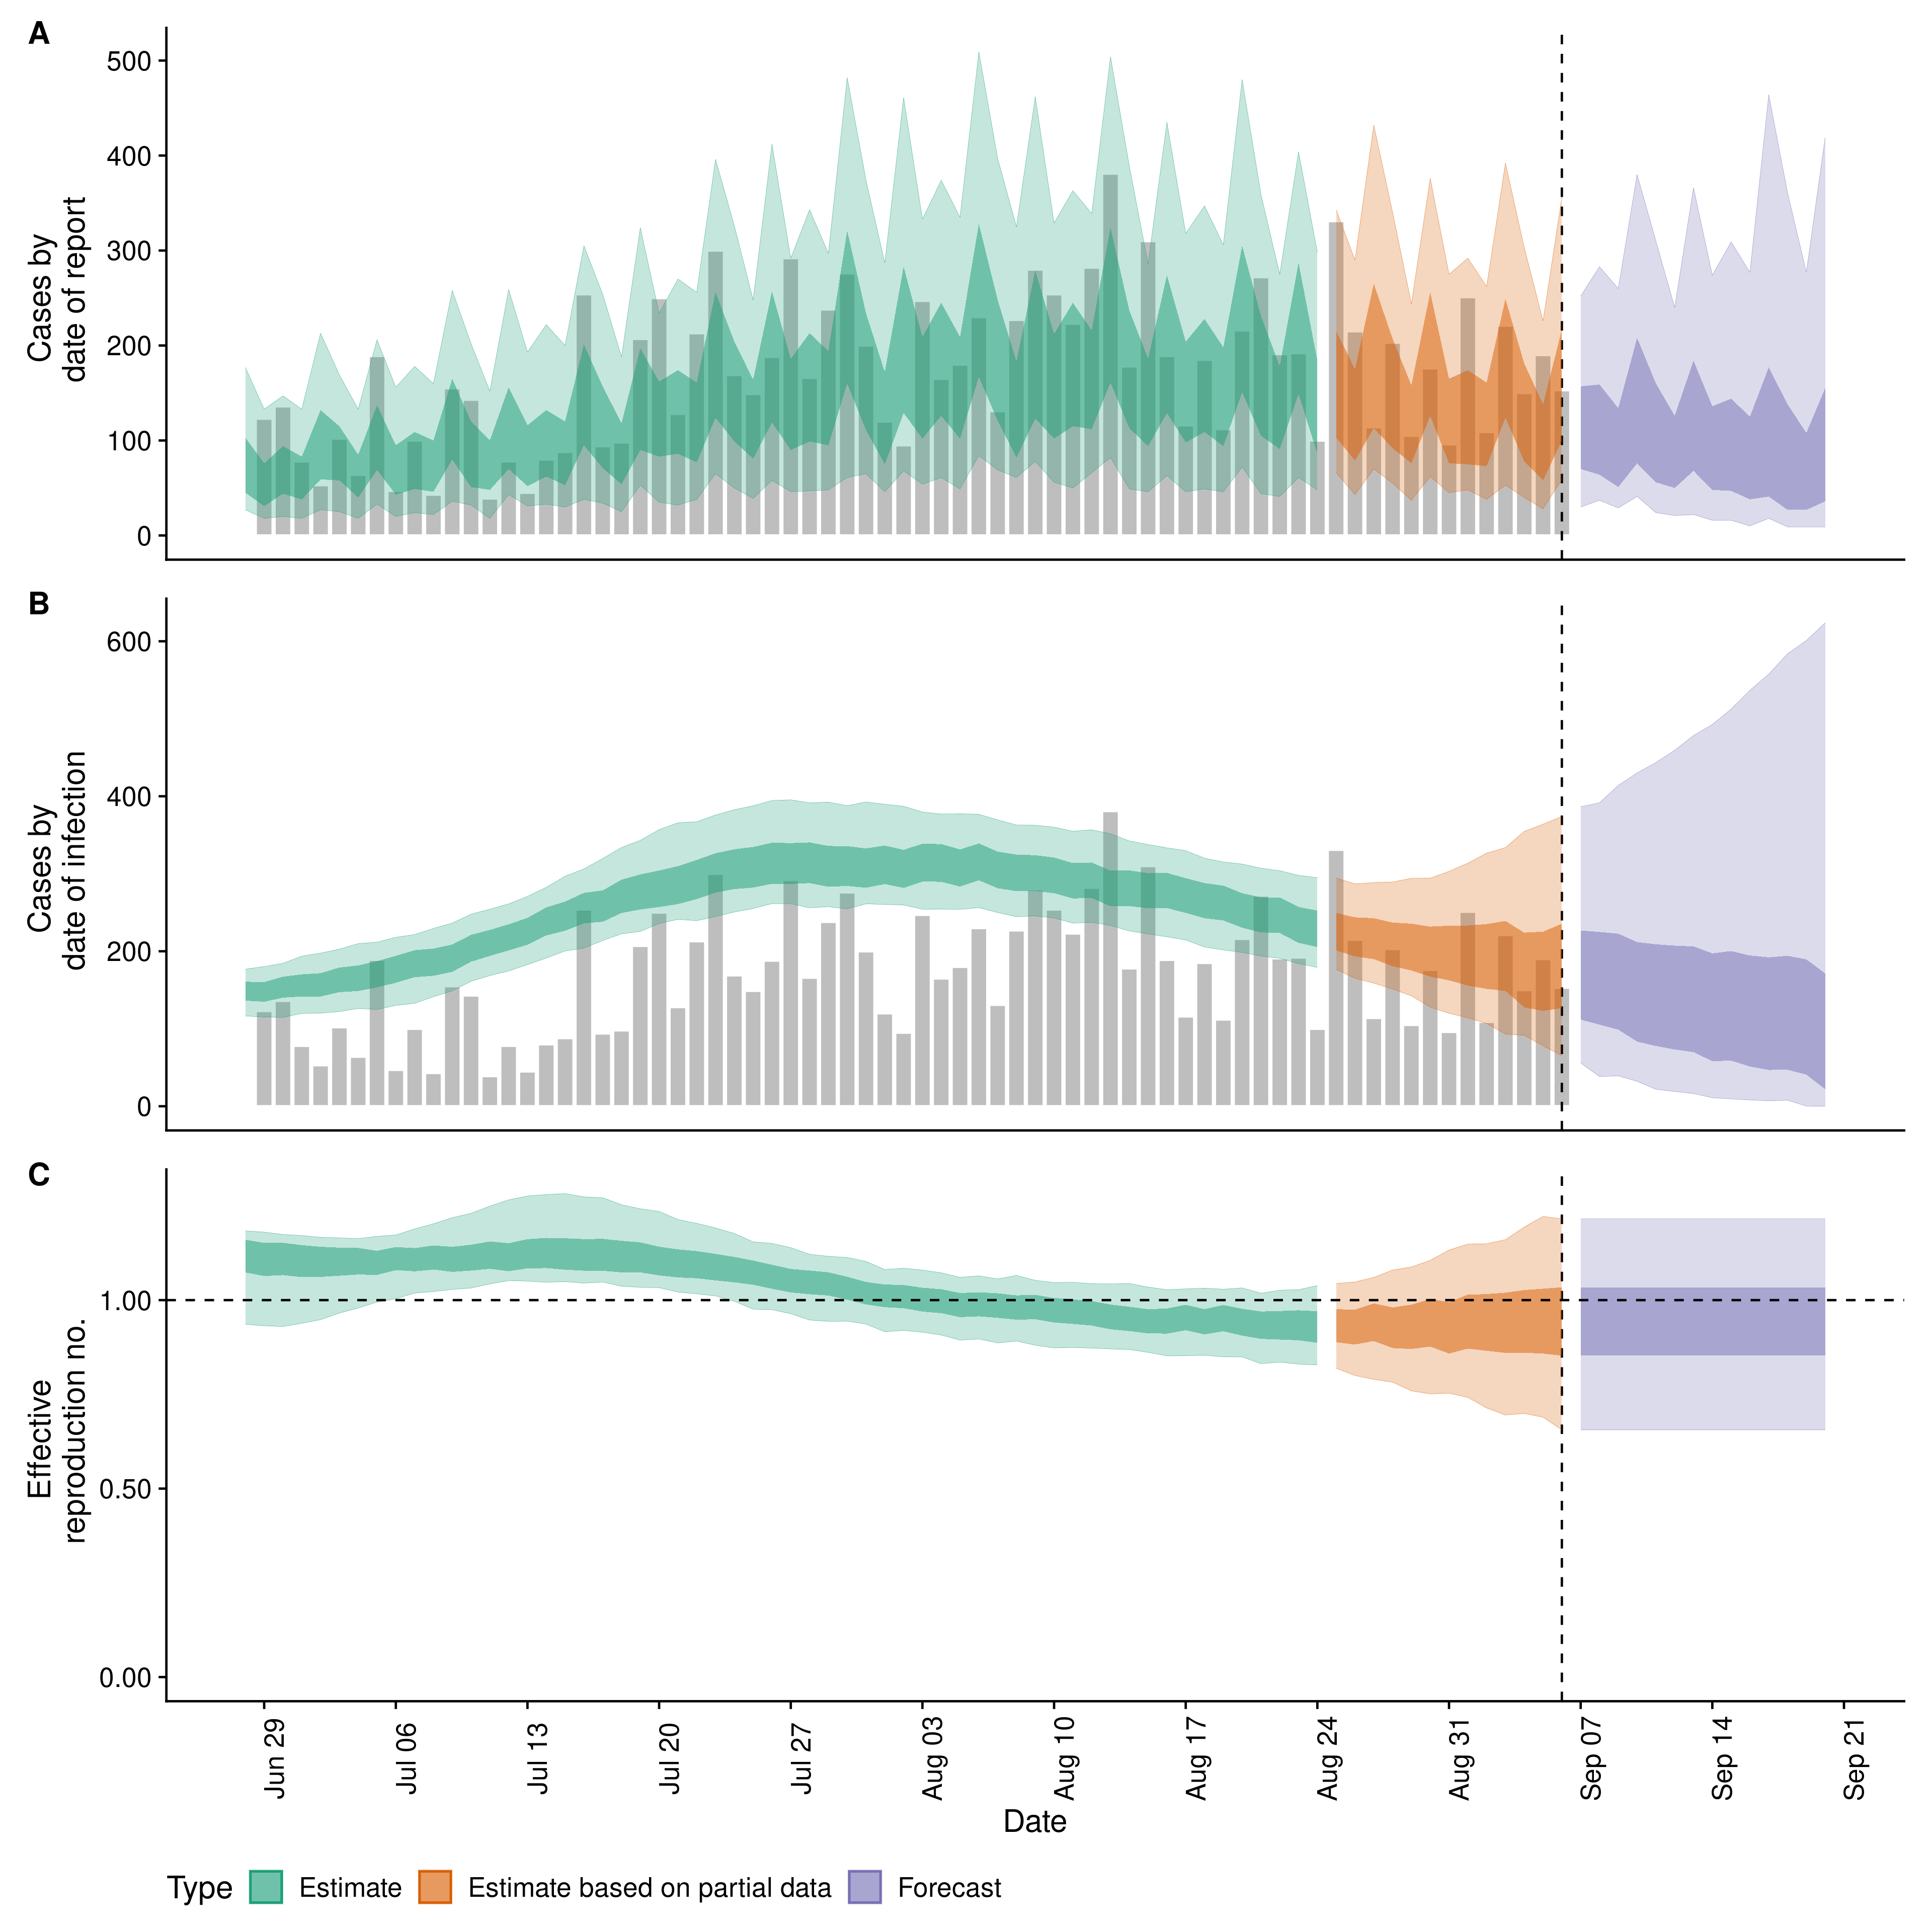 A
Cases by
date of report
500
400
300
200
100
0
B
Cases by
date of infection
600
400
200
0
C
Effective
reproduction no.
1.00
0.50
0.00
Jun 29
Jul 06
Jul 13
Jul 20
Jul 27
Aug 03
Aug 10
Aug 17
Aug 24
Aug 31
Sep 07
Sep 14
Sep 21
Date
Type Estimate Estimate based on partial data Forecast